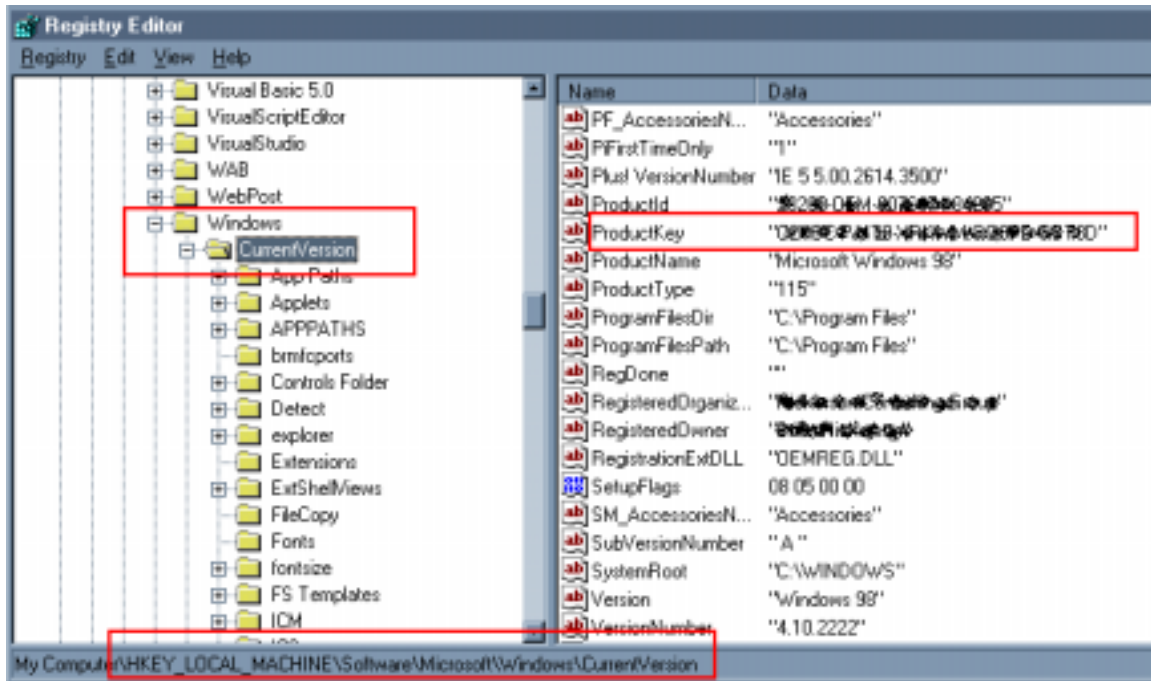 Registry Editor
Registry Edit View Help
Visual Basic 5.0
VisualScriptEditor
VisualStudio
WAB
WebPost
Windows
CurrentVersion
App Paths
Applets
APPPATHS
brmfcports
Controls Folder
Detect
explorer
Extensions
ExtShellViews
FileCopy
Fonts
fontsize
FS Templates
ICM
Name Data
PF_AccessoriesN... "Accessories"
PiFirstTimeOnly "1"
Plus! VersionNumber "IE 5 5.00.2614.3500"
ProductId
ProductKey
ProductName "Microsoft Windows 98"
ProductType "115"
ProgramFilesDir "C:\Program Files"
ProgramFilesPath "C:\Program Files"
RegDone ""
RegisteredOrganiz...
RegisteredOwner
RegistrationExtDLL "OEMREG.DLL"
SetupFlags 08 05 00 00
SM_AccessoriesN... "Accessories"
SubVersionNumber " A "
SystemRoot "C:\WINDOWS"
Version "Windows 98"
VersionNumber "4.10.2222"
My Computer\HKEY_LOCAL_MACHINE\Software\Microsoft\Windows\CurrentVersion